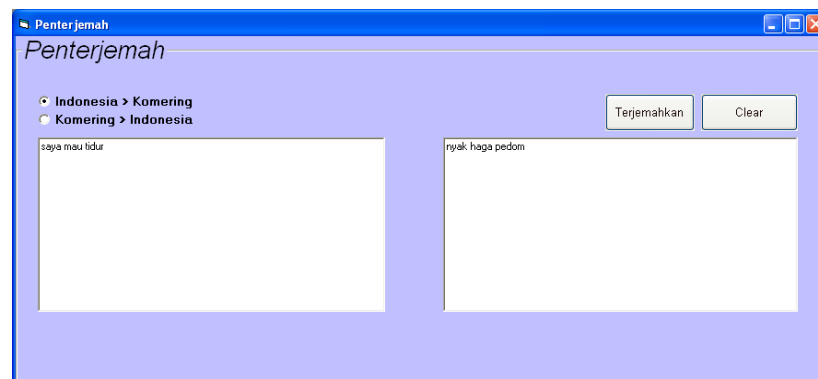 Penterjemah
Penterjemah
Indonesia > Komering
Komering > Indonesia
Terjemahkan
Clear
saya mau tidur
nyak haga pedom